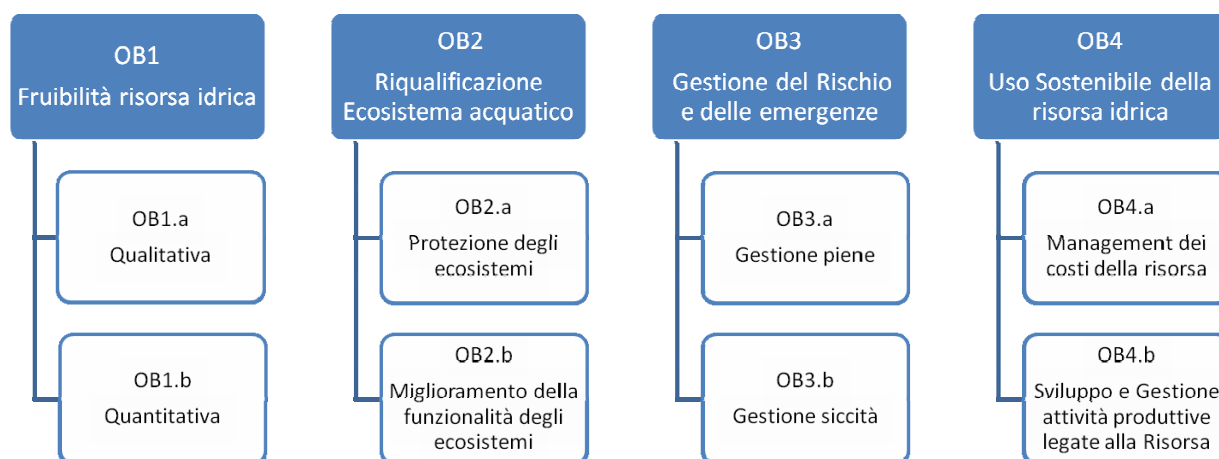 OB1
Fruibilità risorsa idrica
OB1.a
Qualitativa
OB1.b
Quantitativa
OB2
Riqualificazione
Ecosistema acquatico
OB2.a
Protezione degli
ecosistemi
OB2.b
Miglioramento della
funzionalità degli
ecosistemi
OB3
Gestione del Rischio
e delle emergenze
OB3.a
Gestione piene
OB3.b
Gestione siccità
OB4
Uso Sostenibile della
risorsa idrica
OB4.a
Management dei
costi della risorsa
OB4.b
Sviluppo e Gestione
attività produttive
legate alla Risorsa